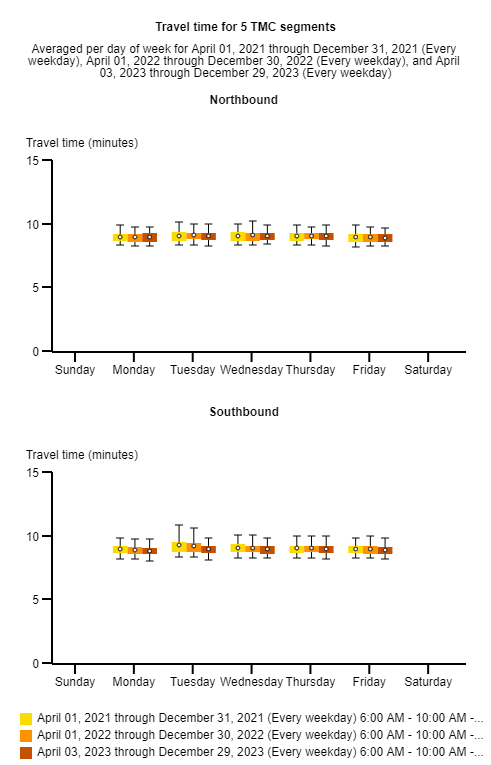 Travel time for 5 TMC segments
Averaged per day of week for April 01, 2021 through December 31, 2021 (Every
weekday), April 01, 2022 through December 30, 2022 (Every weekday), and April
03, 2023 through December 29, 2023 (Every weekday)
Northbound
Travel time (minutes)
15
10
5
0
Sunday Monday Tuesday Wednesday Thursday Friday Saturday
Southbound
Travel time (minutes)
15
10
5
0
Sunday Monday Tuesday Wednesday Thursday Friday Saturday
April 01, 2021 through December 31, 2021 (Every weekday) 6:00 AM - 10:00 AM -...
April 01, 2022 through December 30, 2022 (Every weekday) 6:00 AM - 10:00 AM -...
April 03, 2023 through December 29, 2023 (Every weekday) 6:00 AM - 10:00 AM -...